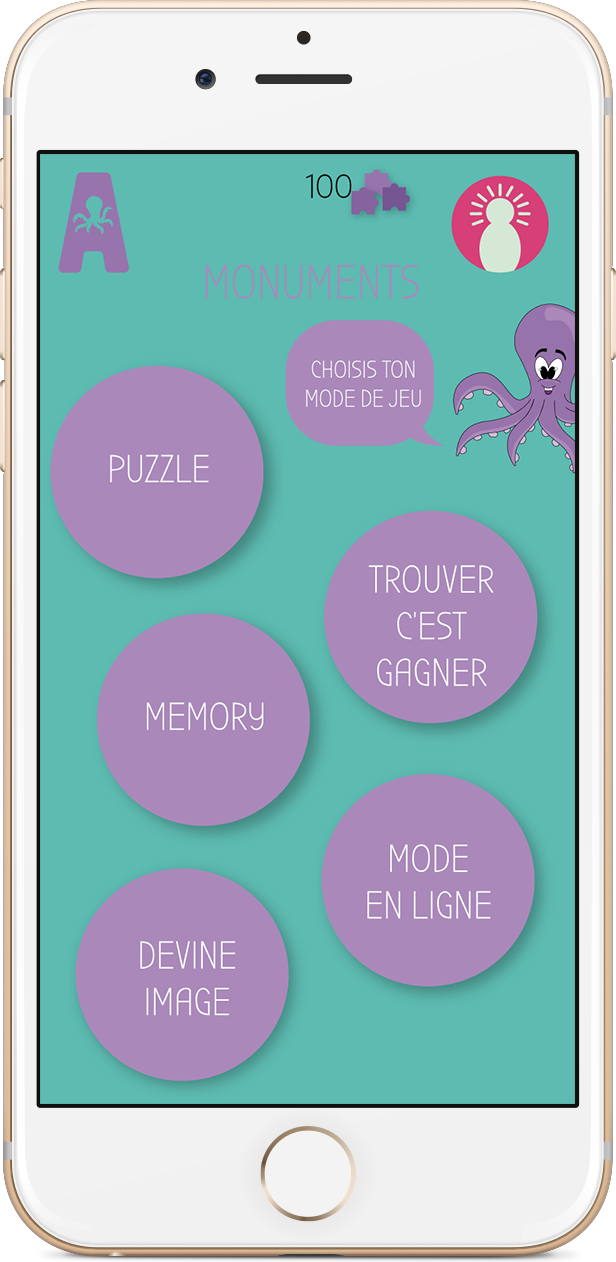 A
100
MONUMENTS
CHOISIS TON
MODE DE JEU
PUZZLE
TROUVER
C'EST
GAGNER
MEMORY
MODE
EN LIGNE
DEVINE
IMAGE